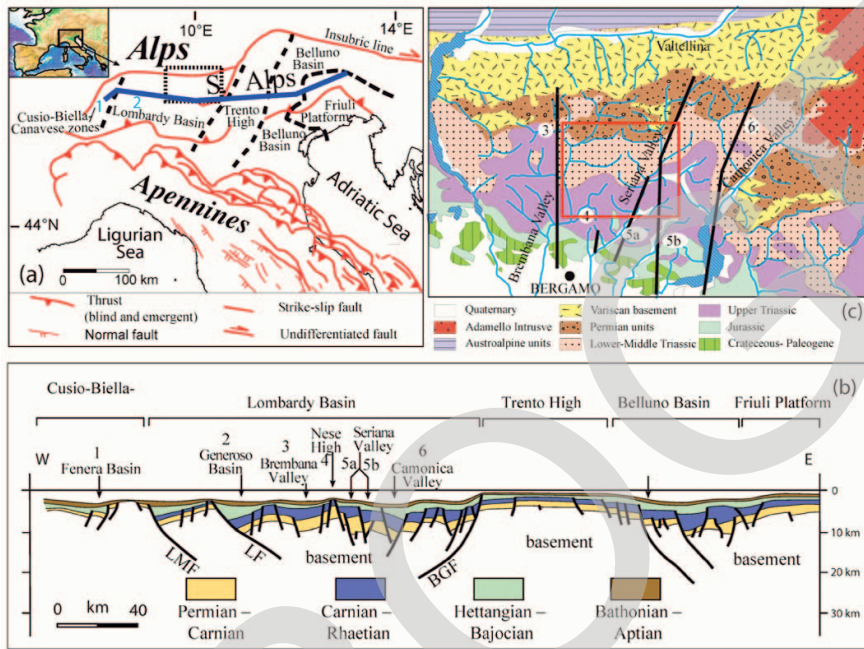 10°E
14°E
Alps
Insubric line
Belluno
Basin
S
Alps
1
2
Cusio-Biella-
Canavese zones
Lombardy Basin
Trento
High
Friuli
Platform
Belluno
Basin
Apennines
Adriatic Sea
44°N
Ligurian
Sea
(a)
0
100 km
Thrust
(blind and emergent)
Strike-slip fault
Normal fault
Undifferentiated fault
Valtellina
3
6
Seriana Valley
Camonica Valley
Brembana Valley
4
5a
5b
BERGAMO
(c)
Quaternary
Variscan basement
Upper Triassic
Adamello Intrusve
Permian units
Jurassic
Austroalpine units
Lower-Middle Triassic
Crataceous- Paleogene
(b)
Cusio-Biella-
Lombardy Basin
Trento High
Belluno Basin
Friuli Platform
W
1
Fenera Basin
2
Generoso
Basin
3
Brembana
Valley
Nese
High
4
Seriana
Valley
5a 5b
6
Camonica
Valley
E
0
10 km
20 km
30 km
LMF
LF
basement
BGF
basement
basement
0 km 40
Permian –
Carnian
Carnian –
Rhaetian
Hettangian –
Bajocian
Bathonian –
Aptian